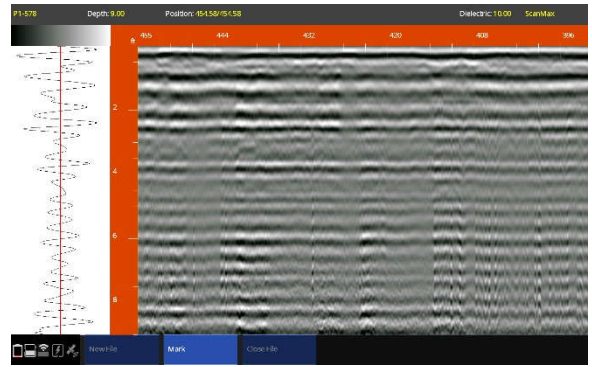 P1-578 Depth: 9.00 Position: 454.58/454.58 Dielectric: 10.00 ScanMax
ft 455 444 432 420 408 396
2
4
6
8
New File Mark Close File